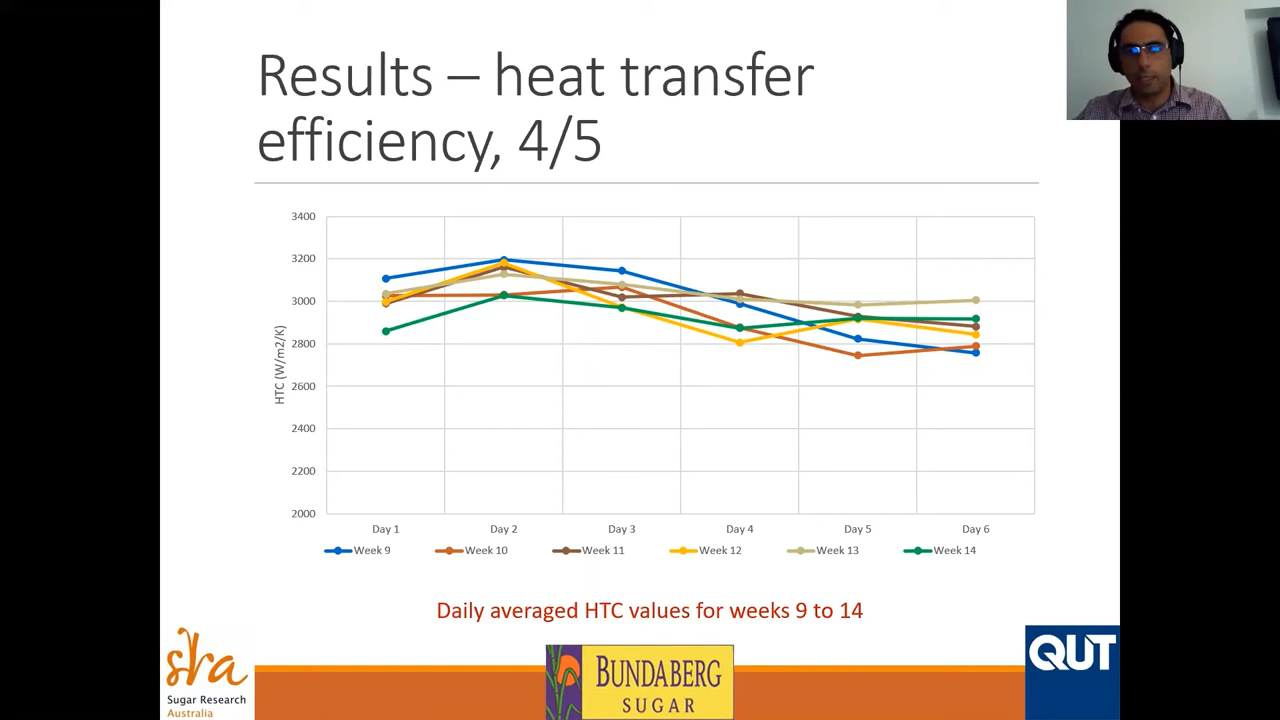 Results – heat transfer
efficiency, 4/5
3400
3200
3000
2800
2600
2400
2200
2000
HTC (W/m2/K)
Day 1 Day 2 Day 3 Day 4 Day 5 Day 6
Week 9 Week 10 Week 11 Week 12 Week 13 Week 14
Daily averaged HTC values for weeks 9 to 14
sra
Sugar Research
Australia
BUNDABERG
SUGAR
QUT